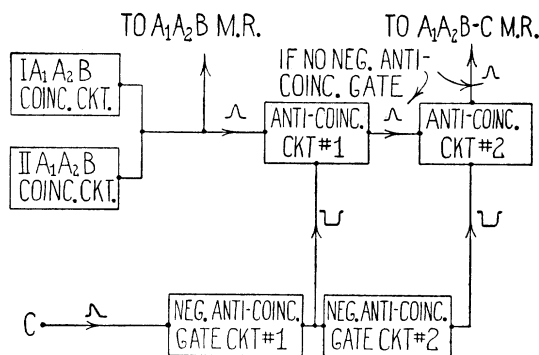 TO A₁A₂B M.R.
TO A₁A₂B-C M.R.
IF NO NEG. ANTI-
COINC. GATE
I A₁ A₂ B
COINC. CKT.
II A₁ A₂ B
COINC. CKT.
ANTI-COINC.
CKT #1
ANTI-COINC.
CKT #2
C
NEG. ANTI-COINC.
GATE CKT #1
NEG. ANTI-COINC.
GATE CKT #2